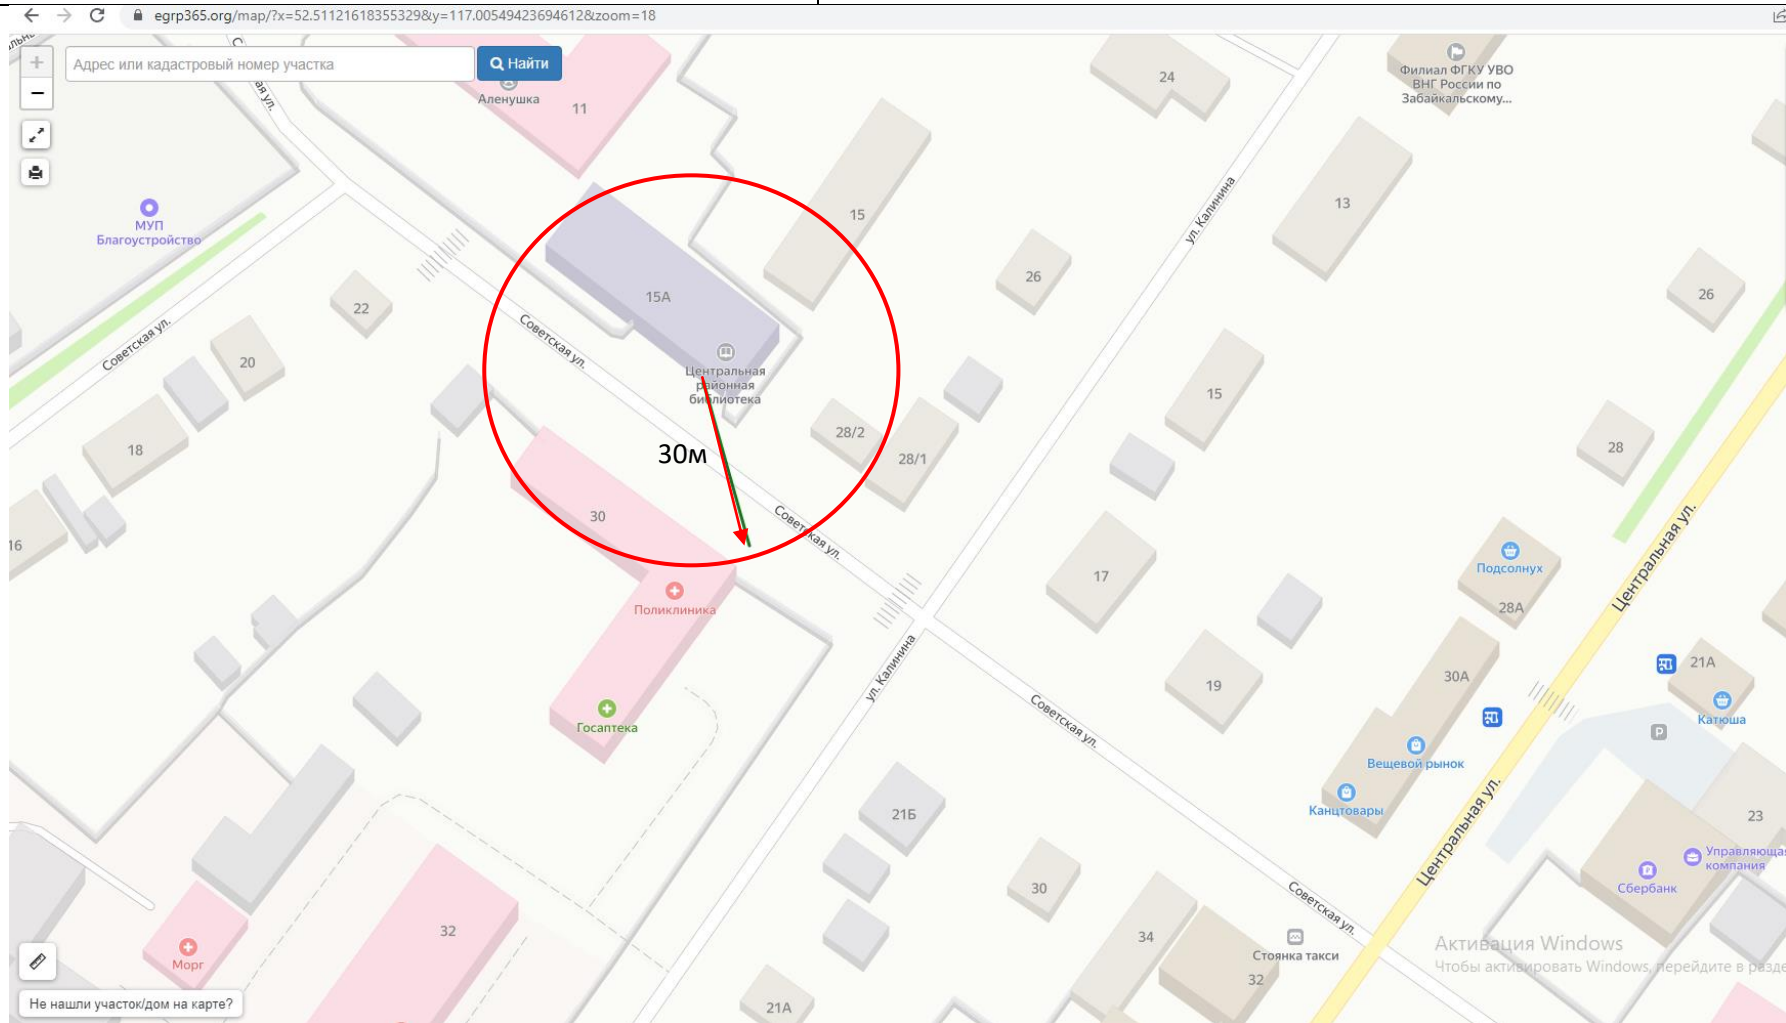 egrp365.org/map/?x=52.51121618355329&y=117.00549423694612&zoom=18
Адрес или кадастровый номер участка
Найти
Аленушка
11
24
Филиал ФГКУ УВО
ВНГ России по
Забайкальскому...
МУП
Благоустройство
15
ул. Калинина
13
26
26
22
15А
Советская ул.
Советская ул.
20
Центральная
районная
библиотека
15
18
30м
28/2
28/1
28
16
30
Советская ул.
Центральная ул.
17
Подсолнух
28А
Поликлиника
ул. Калинина
19
30А
21А
Катюша
Госаптека
Советская ул.
Вещевой рынок
Канцтовары
21Б
Центральная ул.
23
Управляющая
компания
Сбербанк
30
Советская ул.
32
34
Морг
Стоянка такси
32
Активация Windows
Чтобы активировать Windows, перейдите в разде
Не нашли участок/дом на карте?
21А